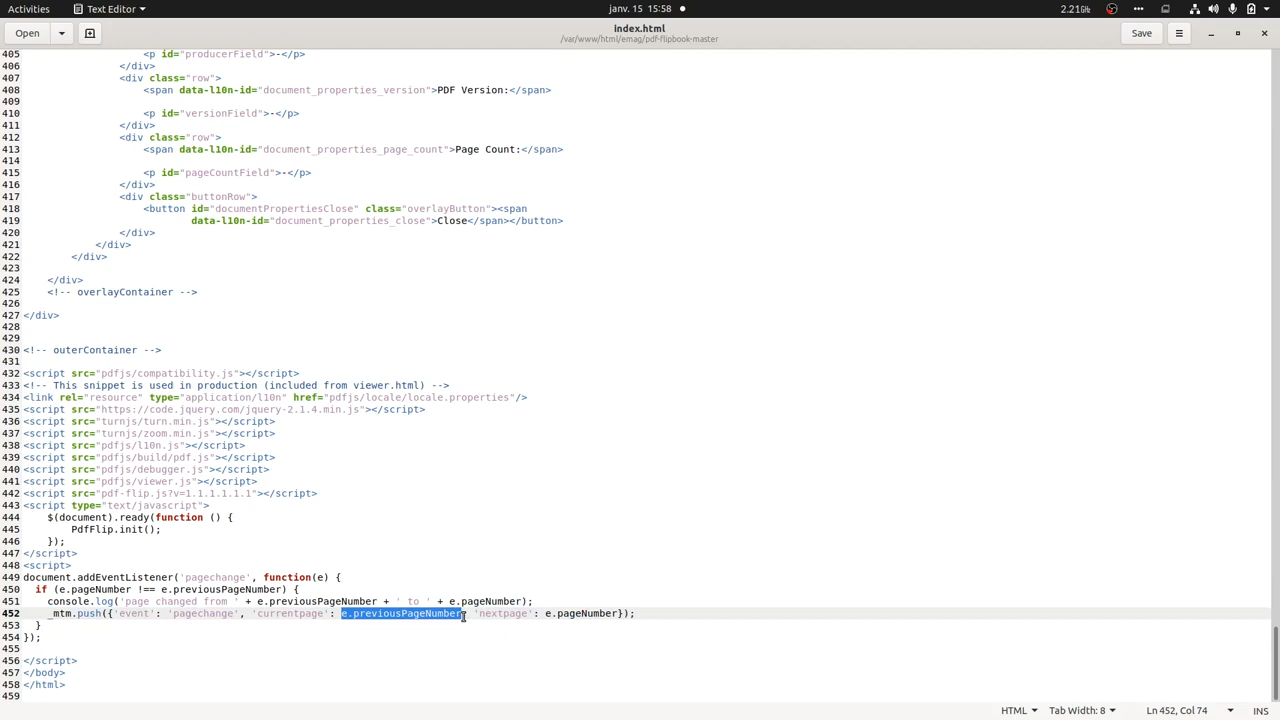 Activities
Text Editor
janv. 15 15:58
2.21GHz
Open
index.html
/var/www/html/emag/pdf-flipbook-master
Save
405 <p id="producerField">-</p>
406 </div>
407 <div class="row">
408 <span data-l10n-id="document_properties_version">PDF Version:</span>
409
410 <p id="versionField">-</p>
411 </div>
412 <div class="row">
413 <span data-l10n-id="document_properties_page_count">Page Count:</span>
414
415 <p id="pageCountField">-</p>
416 </div>
417 <div class="buttonRow">
418 <button id="documentPropertiesClose" class="overlayButton"><span
419 data-l10n-id="document_properties_close">Close</span></button>
420 </div>
421 </div>
422 </div>
423
424 </div>
425 <!-- overlayContainer -->
426
427 </div>
428
429
430 <!-- outerContainer -->
431
432 <script src="pdfjs/compatibility.js"></script>
433 <!-- This snippet is used in production (included from viewer.html) -->
434 <link rel="resource" type="application/l10n" href="pdfjs/locale/locale.properties"/>
435 <script src="https://code.jquery.com/jquery-2.1.4.min.js"></script>
436 <script src="turnjs/turn.min.js"></script>
437 <script src="turnjs/zoom.min.js"></script>
438 <script src="pdfjs/l10n.js"></script>
439 <script src="pdfjs/build/pdf.js"></script>
440 <script src="pdfjs/debugger.js"></script>
441 <script src="pdfjs/viewer.js"></script>
442 <script src="pdf-flip.js?v=1.1.1.1.1.1"></script>
443 <script type="text/javascript">
444 $(document).ready(function () {
445 PdfFlip.init();
446 });
447 </script>
448 <script>
449 document.addEventListener('pagechange', function(e) {
450 if (e.pageNumber !== e.previousPageNumber) {
451 console.log('page changed from ' + e.previousPageNumber + ' to ' + e.pageNumber);
452 _mtm.push({'event': 'pagechange', 'currentpage': e.previousPageNumber, 'nextpage': e.pageNumber});
453 }
454 });
455
456 </script>
457 </body>
458 </html>
459
HTML
Tab Width: 8
Ln 452, Col 74
INS